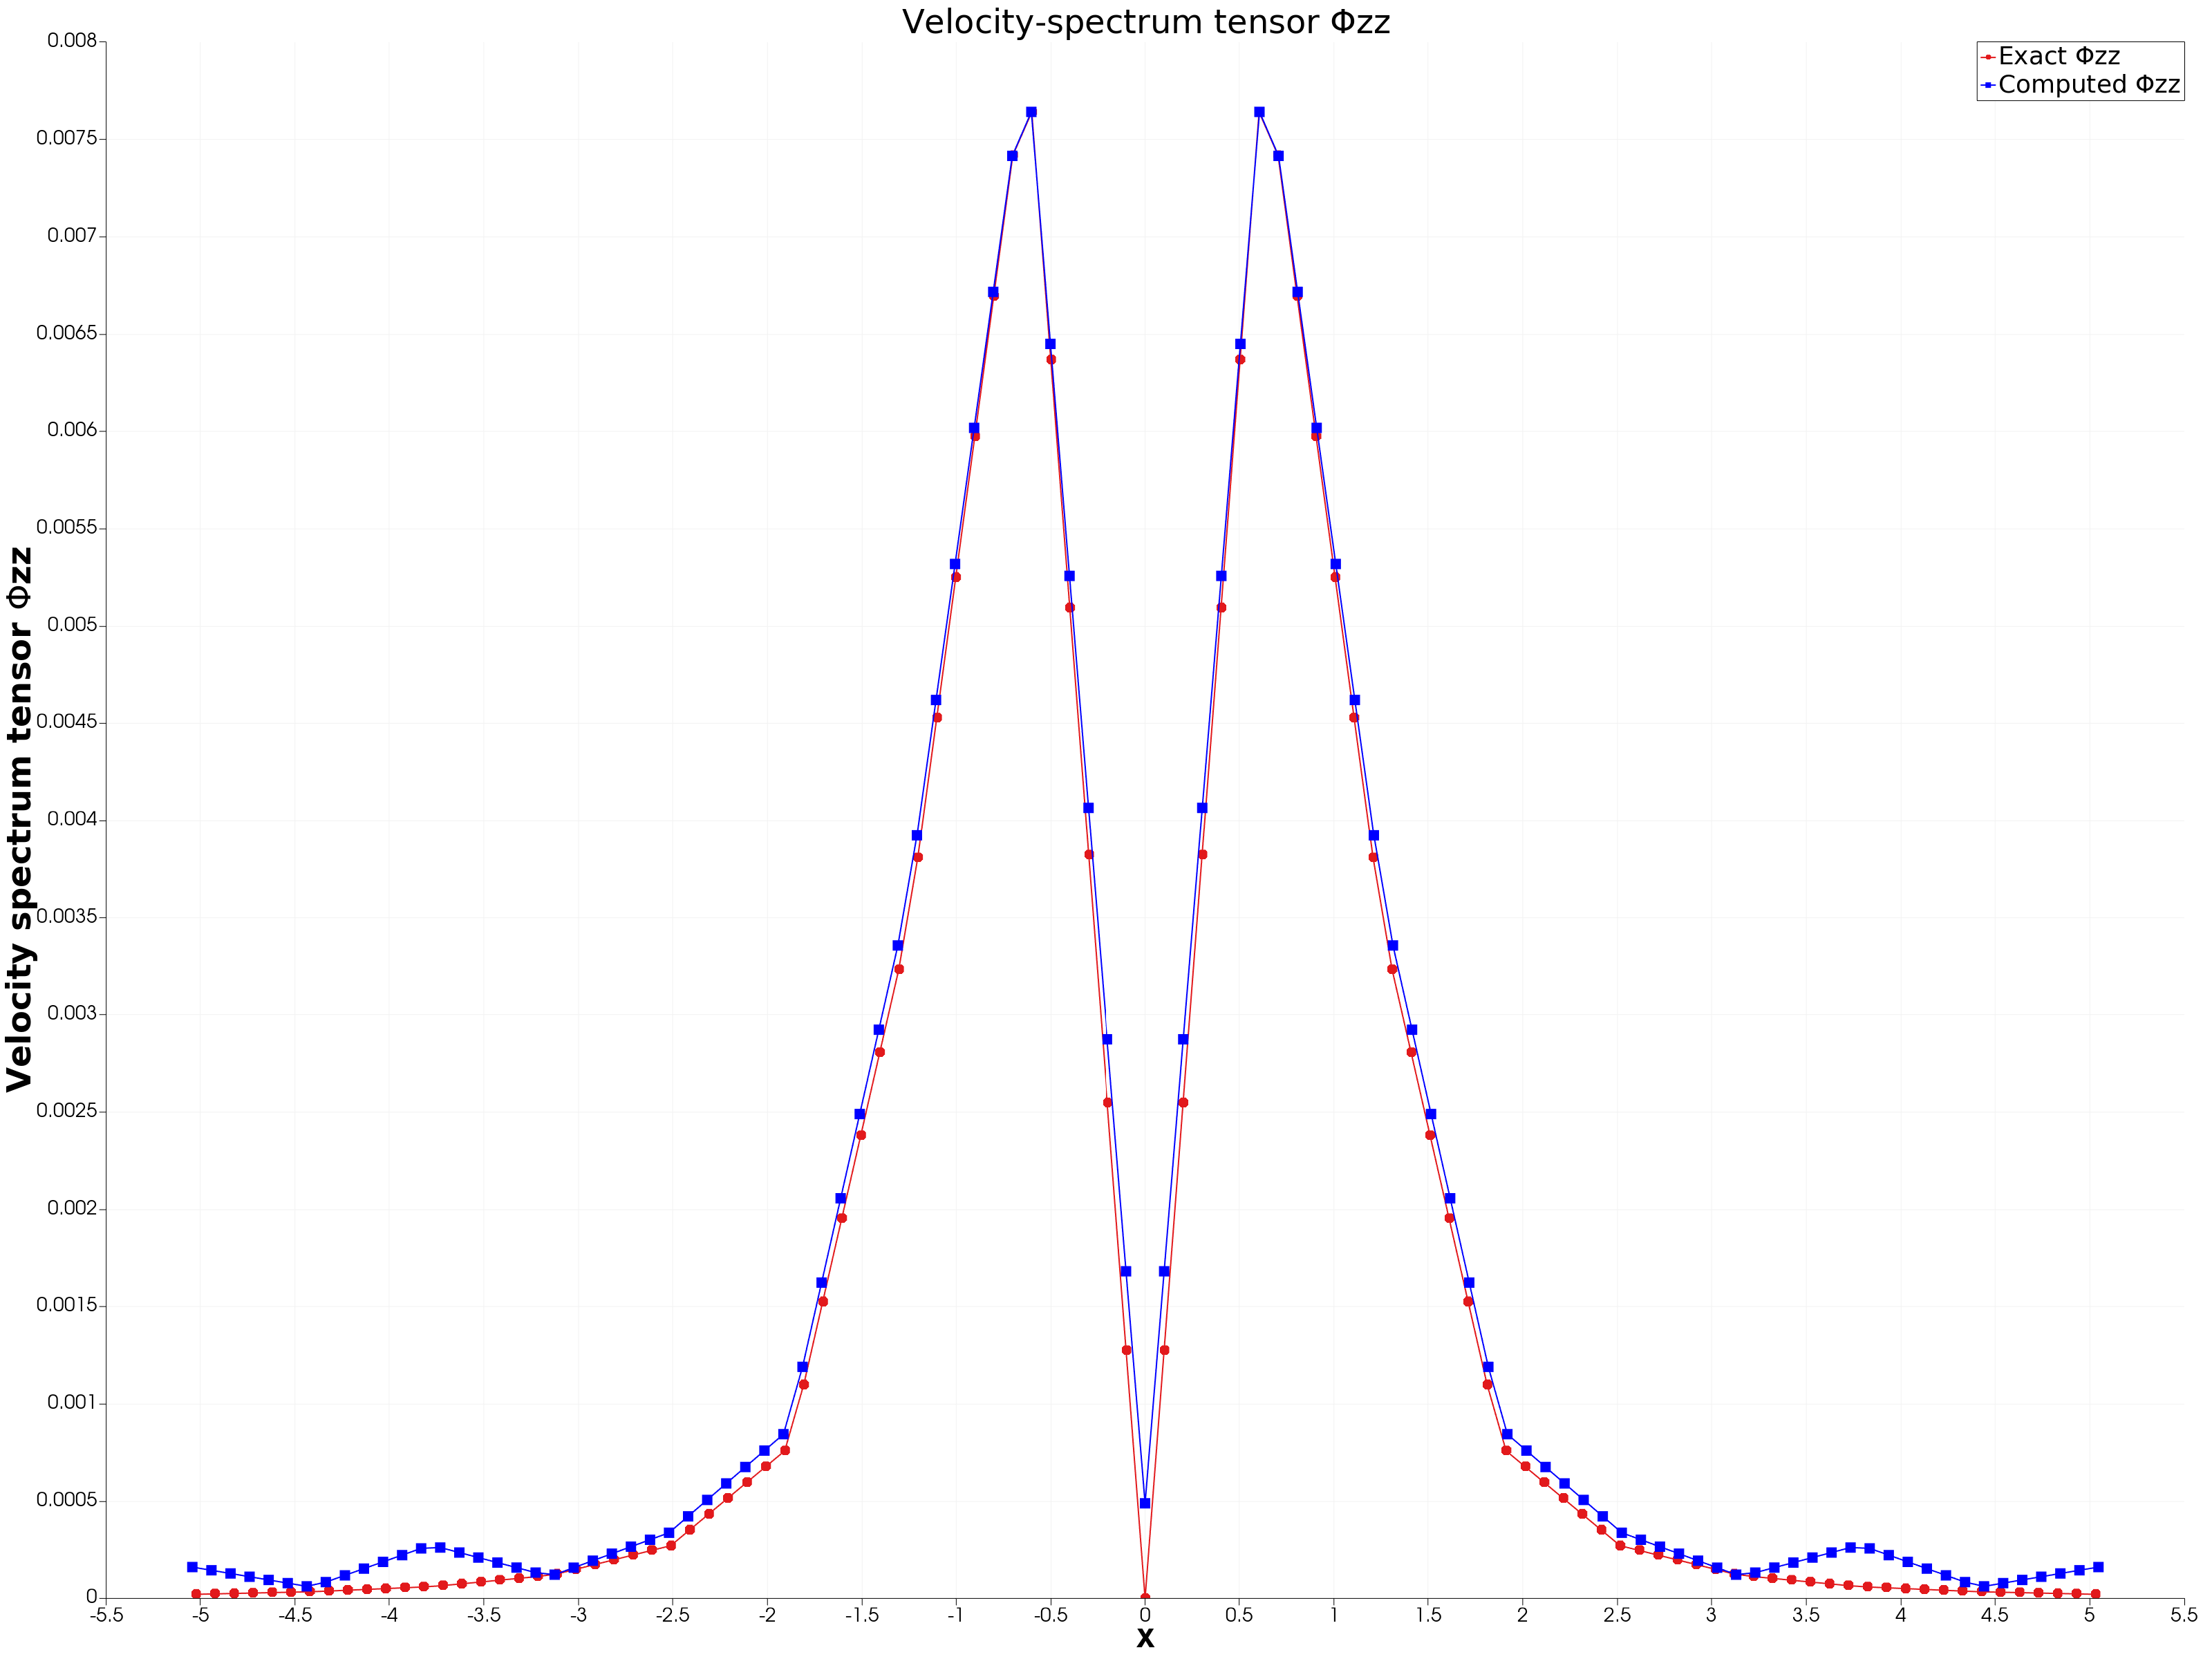 Velocity-spectrum tensor Φzz
Exact Φzz
Computed Φzz
Velocity spectrum tensor Φzz
0.008
0.0075
0.007
0.0065
0.006
0.0055
0.005
0.0045
0.004
0.0035
0.003
0.0025
0.002
0.0015
0.001
0.0005
0
-5.5 -5 -4.5 -4 -3.5 -3 -2.5 -2 -1.5 -1 -0.5 0 0.5 1 1.5 2 2.5 3 3.5 4 4.5 5 5.5
x